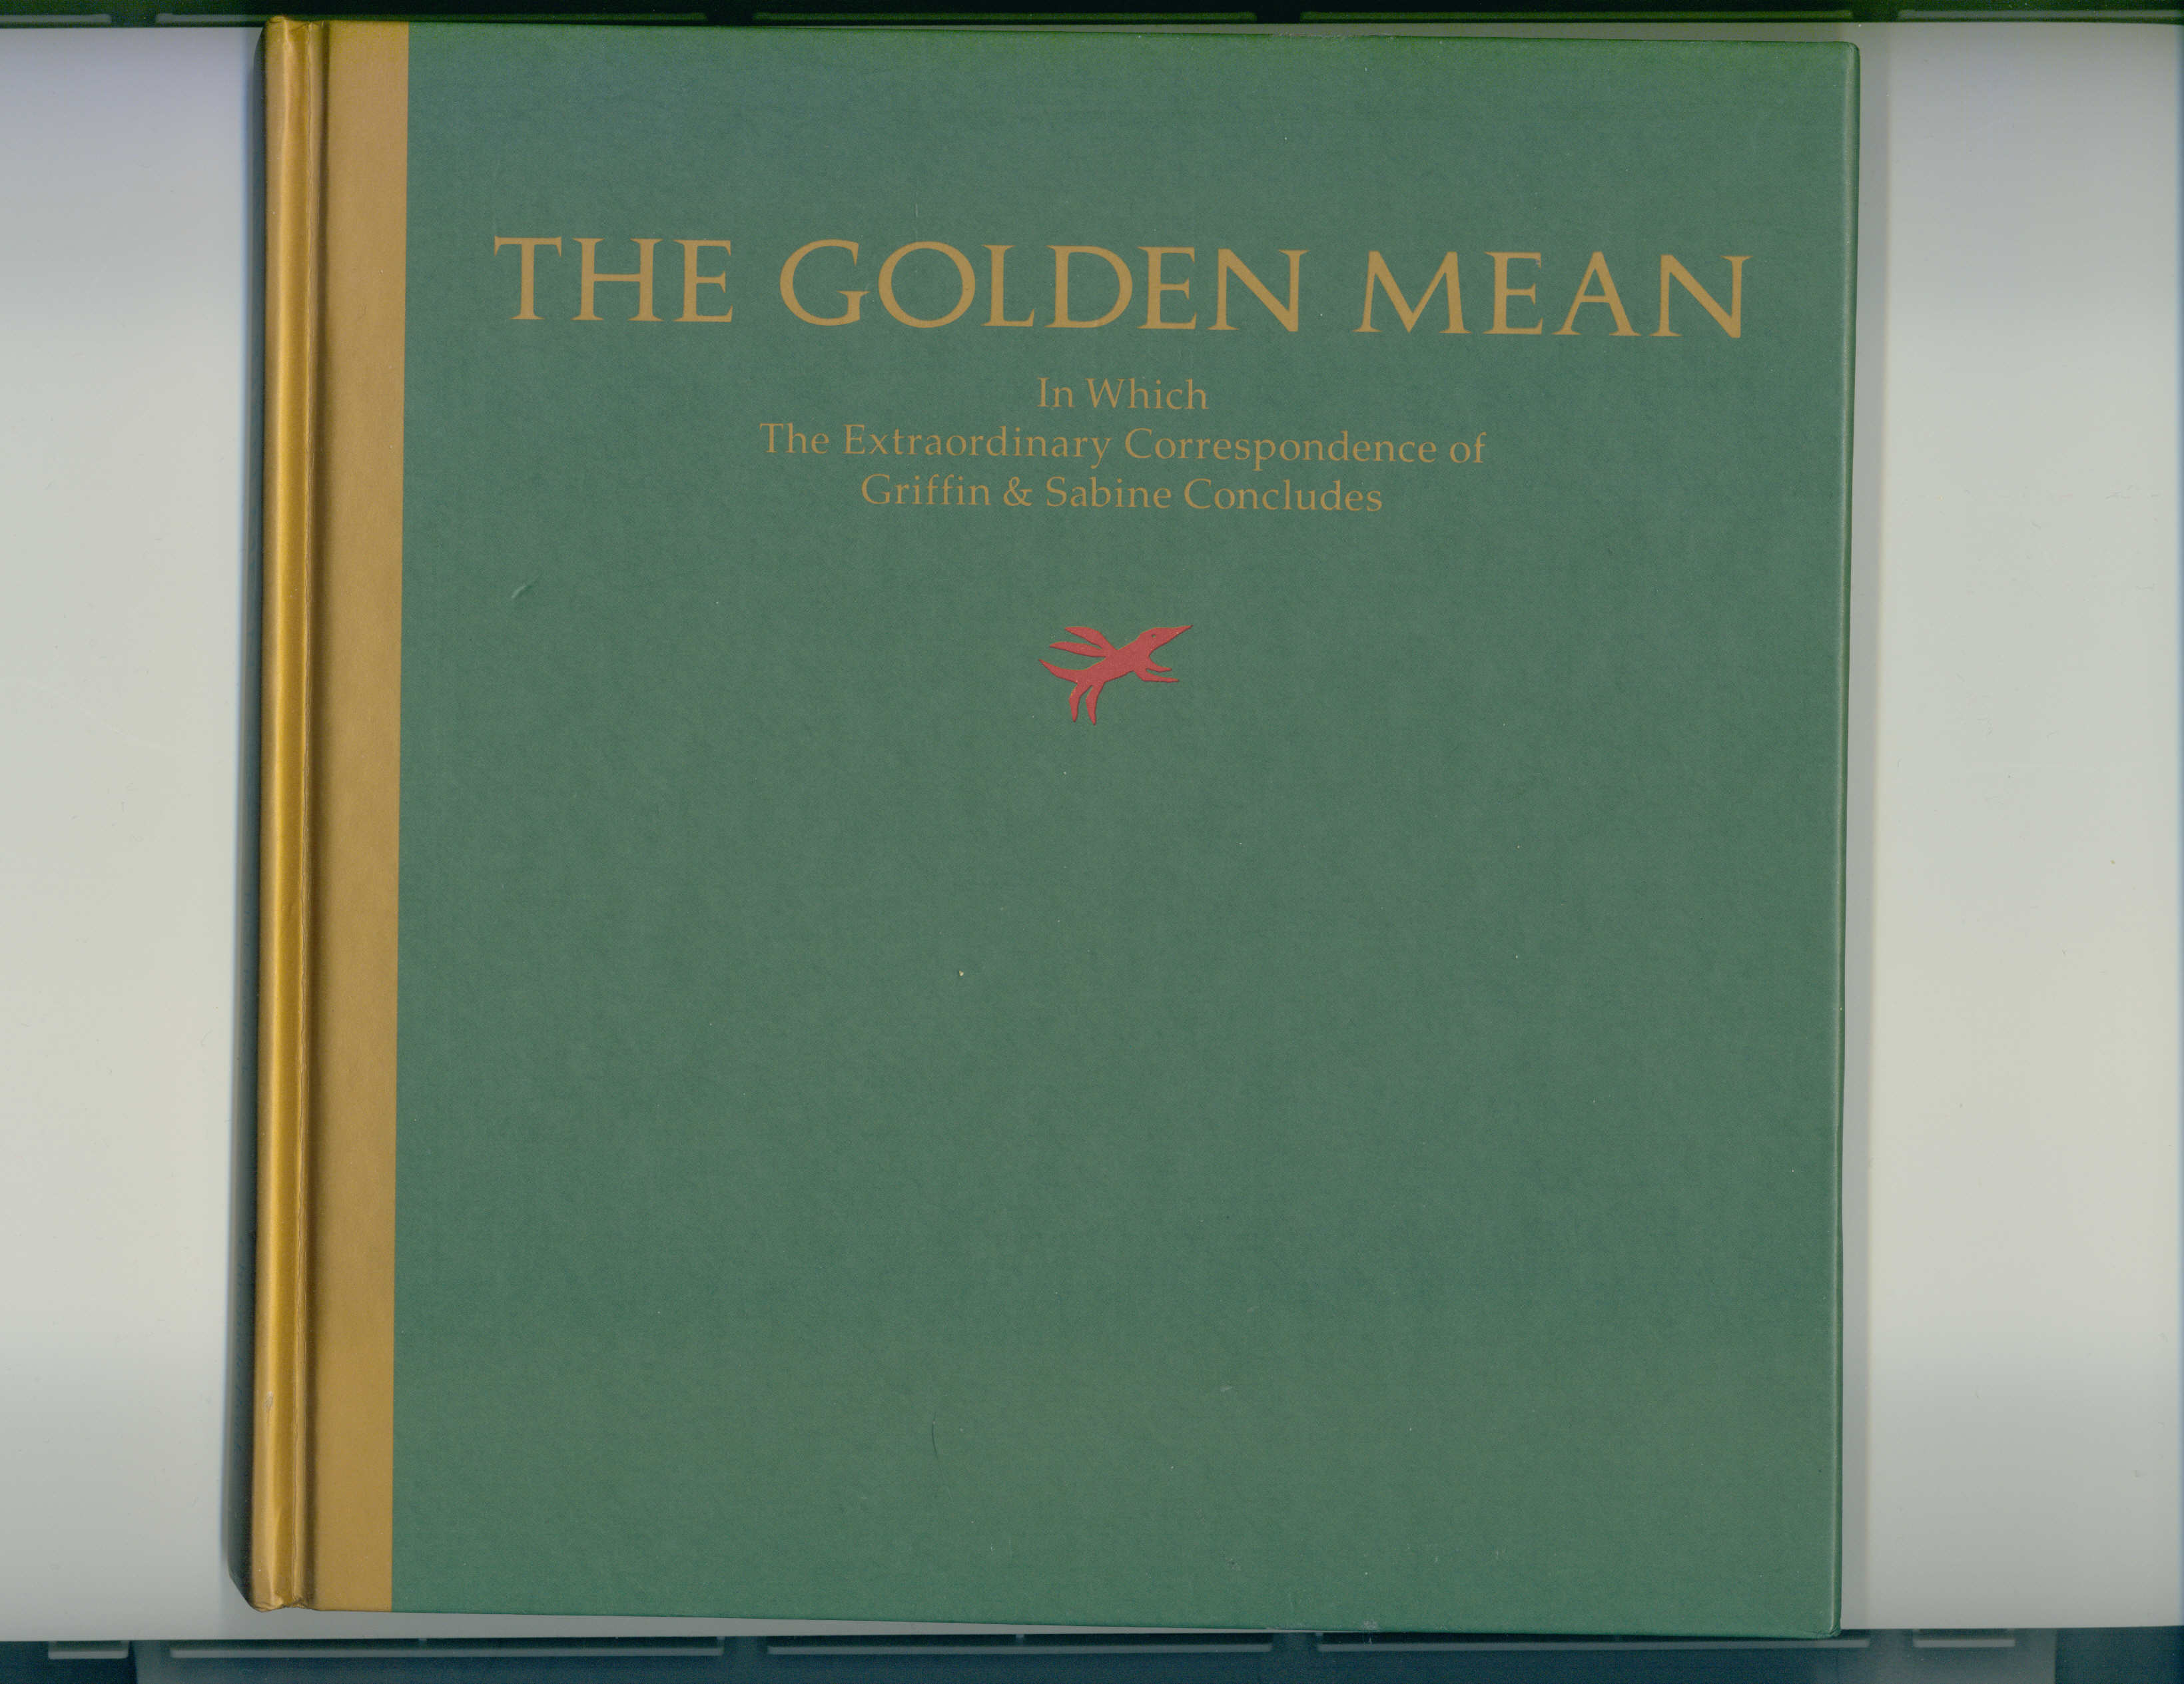 THE GOLDEN MEAN
In Which
The Extraordinary Correspondence of
Griffin & Sabine Concludes